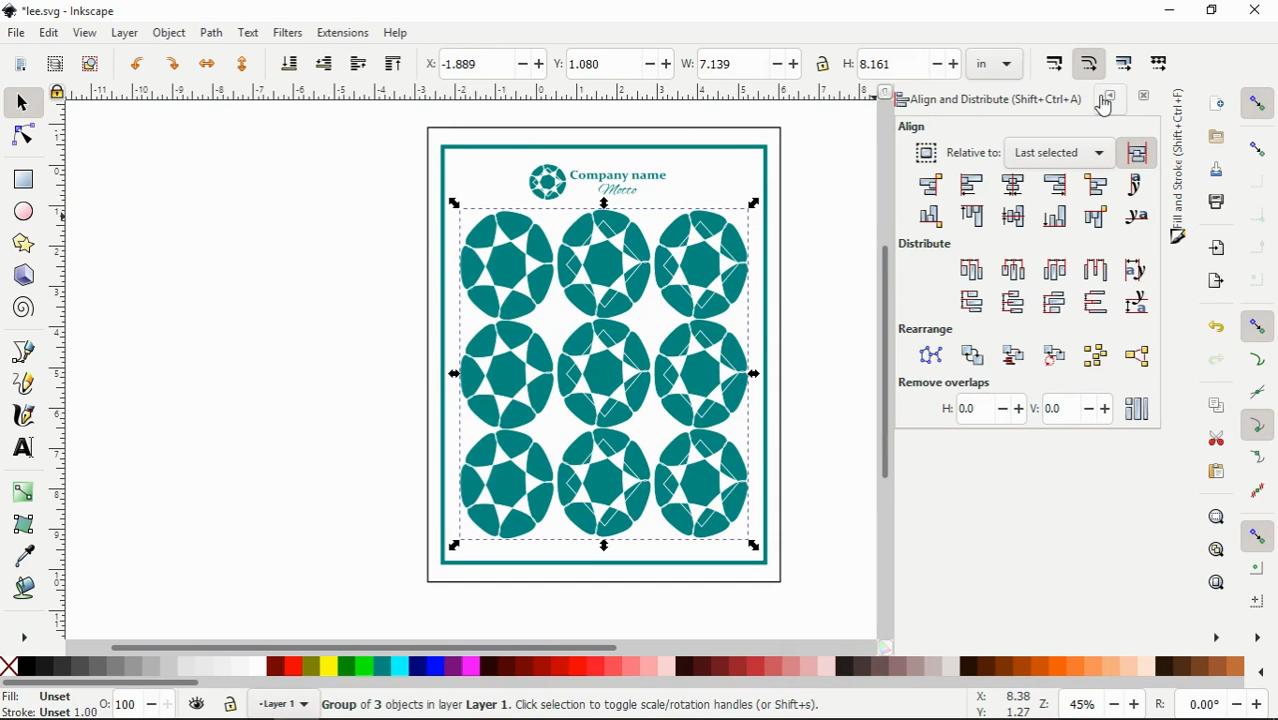 *lee.svg - Inkscape
File Edit View Layer Object Path Text Filters Extensions Help
X: -1.889 Y: 1.080 W: 7.139 H: 8.161 in
Align and Distribute (Shift+Ctrl+A)
Fill and Stroke (Shift+Ctrl+F)
Align
Relative to: Last selected
Distribute
Rearrange
Remove overlaps
H: 0.0 V: 0.0
Company name
Motto
Fill: Unset
Stroke: Unset 1.00
O: 100
Layer 1
Group of 3 objects in layer Layer 1. Click selection to toggle scale/rotation handles (or Shift+s).
X: 8.38
Y: 1.27
Z: 45%
R: 0.00°